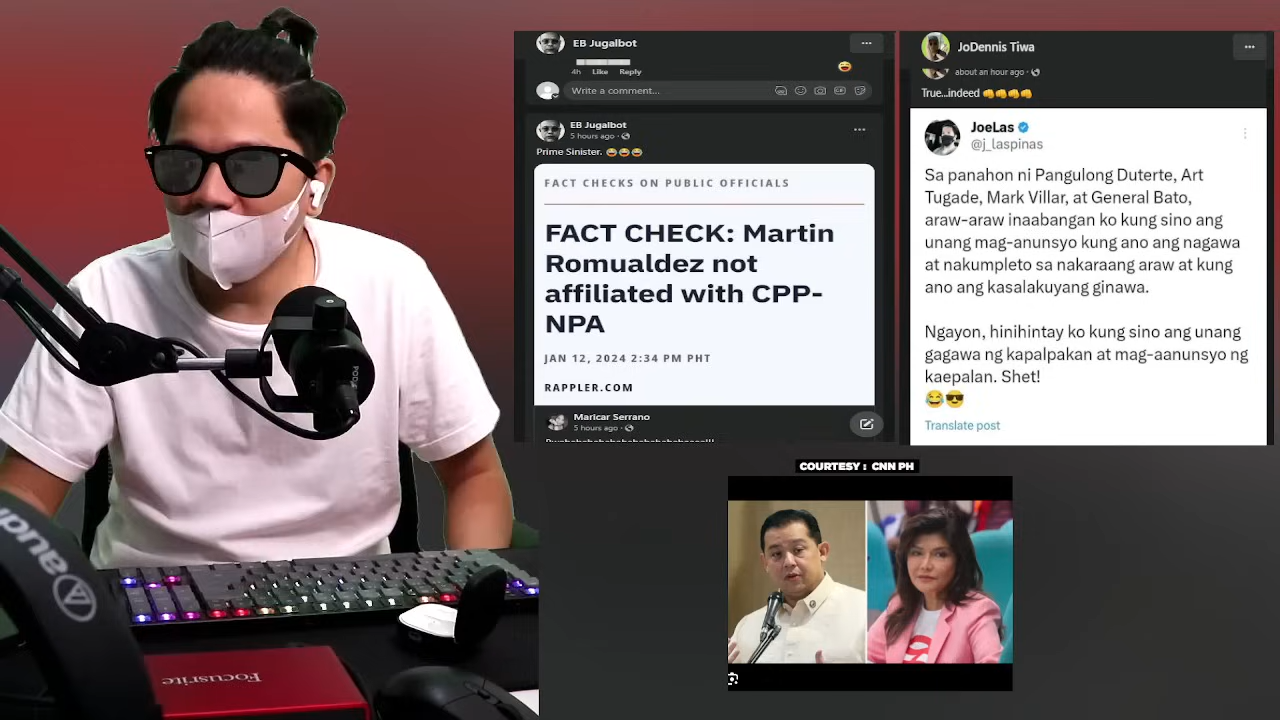 EB Jugalbot
4h Like Reply
Write a comment...
EB Jugalbot
5 hours ago
Prime Sinister. 😂😂😂
FACT CHECKS ON PUBLIC OFFICIALS
FACT CHECK: Martin
Romualdez not
affiliated with CPP-
NPA
JAN 12, 2024 2:34 PM PHT
RAPPLER.COM
Maricar Serrano
5 hours ago
JoDennis Tiwa
about an hour ago
True...indeed 👊👊👊👊
JoeLas
@j_laspinas
Sa panahon ni Pangulong Duterte, Art
Tugade, Mark Villar, at General Bato,
araw-araw inaabangan ko kung sino ang
unang mag-anunsyo kung ano ang nagawa
at nakumpleto sa nakaraang araw at kung
ano ang kasalakuyang ginawa.
Ngayon, hinihintay ko kung sino ang unang
gagawa ng kapalpakan at mag-aanunsyo ng
kaepalan. Shet!
😂😎
Translate post
COURTESY : CNN PH
Focusrite